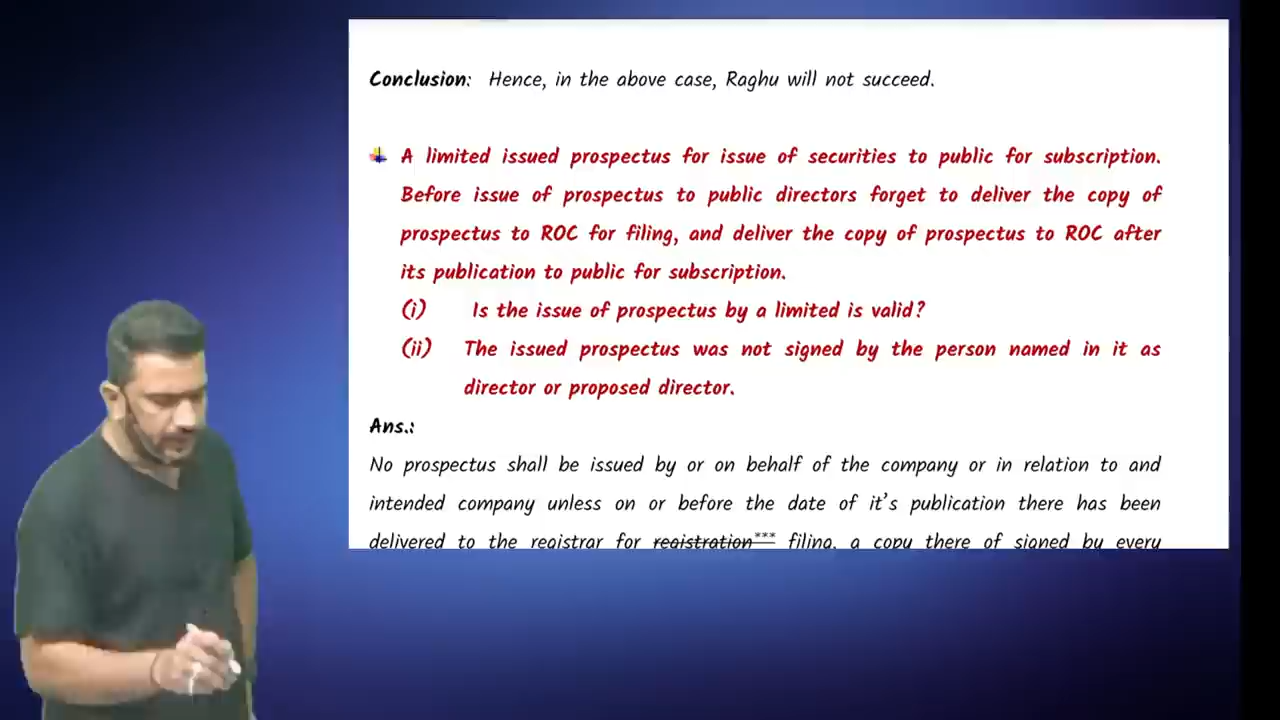 Conclusion: Hence, in the above case, Raghu will not succeed.
A limited issued prospectus for issue of securities to public for subscription.
Before issue of prospectus to public directors forget to deliver the copy of
prospectus to ROC for filing, and deliver the copy of prospectus to ROC after
its publication to public for subscription.
(i) Is the issue of prospectus by a limited is valid?
(ii) The issued prospectus was not signed by the person named in it as
director or proposed director.
Ans.:
No prospectus shall be issued by or on behalf of the company or in relation to and
intended company unless on or before the date of it’s publication there has been
delivered to the registrar for registration*** filing, a copy there of signed by every